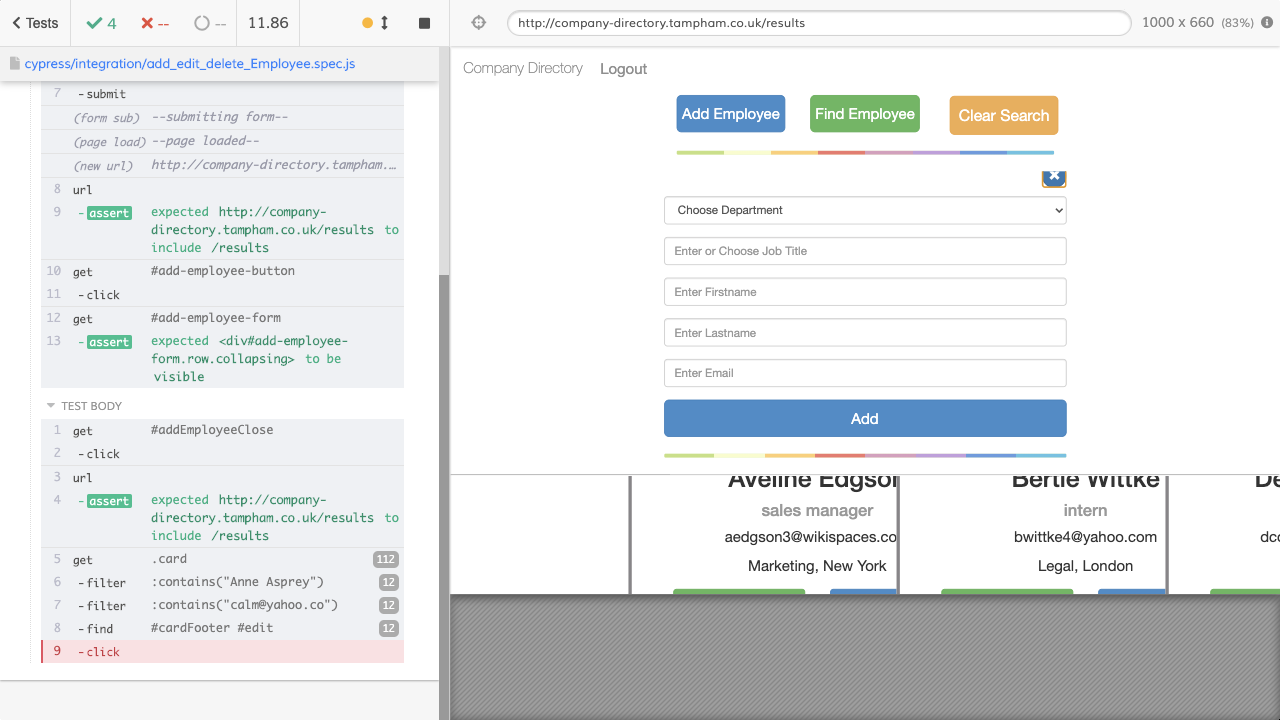 Tests
4
--
--
11.86
http://company-directory.tampham.co.uk/results
1000 x 660 (83%)
cypress/integration/add_edit_delete_Employee.spec.js
7 - submit
(form sub) --submitting form--
(page load) --page loaded--
(new url) http://company-directory.tampham.…
8 url
9 - assert expected http://company-
directory.tampham.co.uk/results to
include /results
10 get #add-employee-button
11 - click
12 get #add-employee-form
13 - assert expected <div#add-employee-
form.row.collapsing> to be
visible
TEST BODY
1 get #addEmployeeClose
2 - click
3 url
4 - assert expected http://company-
directory.tampham.co.uk/results to
include /results
5 get .card 112
6 - filter :contains("Anne Asprey") 12
7 - filter :contains("calm@yahoo.co") 12
8 - find #cardFooter #edit 12
9 - click
Company Directory Logout
Add Employee Find Employee Clear Search
Choose Department
Enter or Choose Job Title
Enter Firstname
Enter Lastname
Enter Email
Add
Aveline Edgson Bertie Wittke De
sales manager intern
aedgson3@wikispaces.co bwittke4@yahoo.com dco
Marketing, New York Legal, London